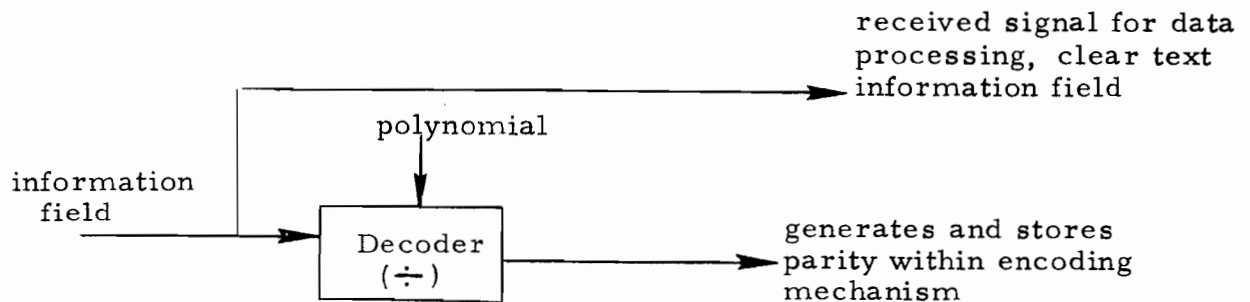 received signal for data
processing, clear text
information field
polynomial
information
field
Decoder
(÷)
generates and stores
parity within encoding
mechanism